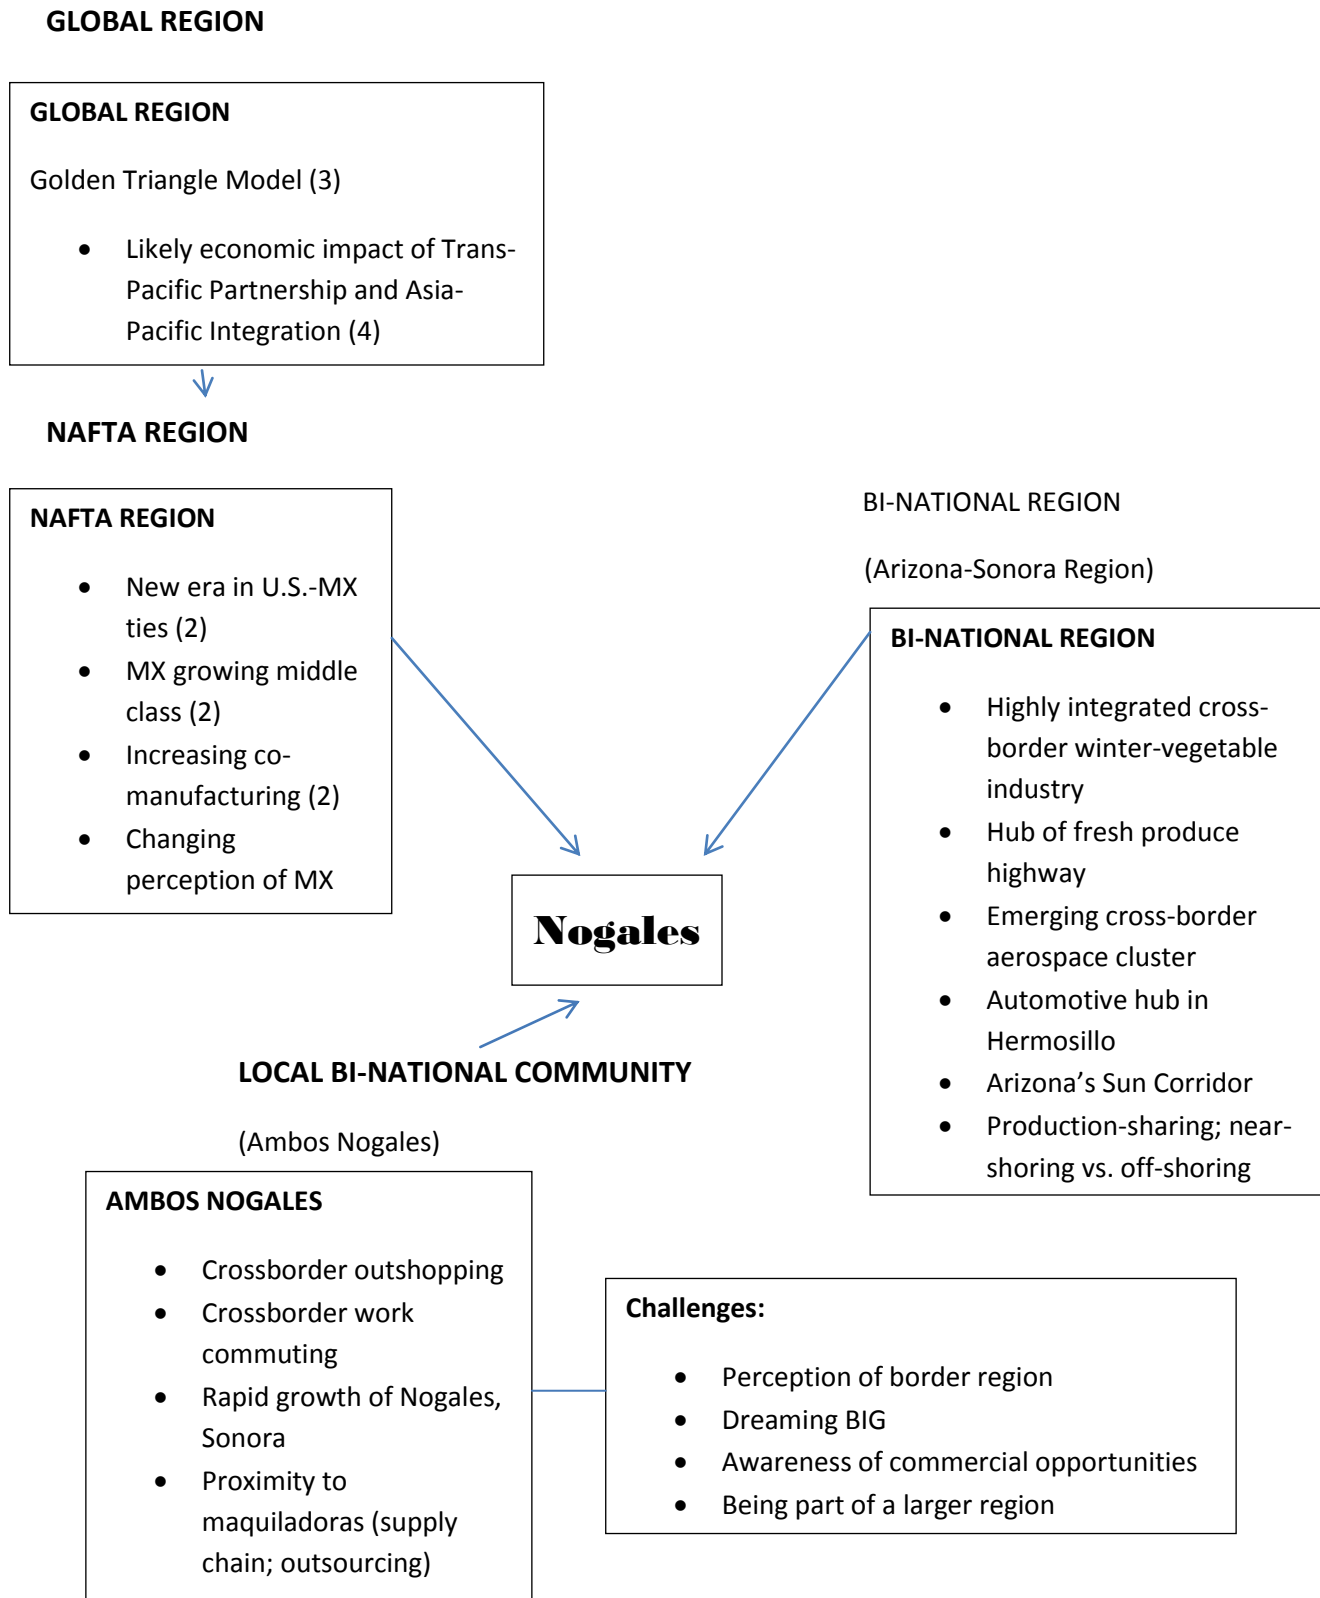 GLOBAL REGION
GLOBAL REGION
Golden Triangle Model (3)
• Likely economic impact of Trans-
Pacific Partnership and Asia-
Pacific Integration (4)
NAFTA REGION
NAFTA REGION
• New era in U.S.-MX
ties (2)
• MX growing middle
class (2)
• Increasing co-
manufacturing (2)
• Changing
perception of MX
BI-NATIONAL REGION
(Arizona-Sonora Region)
BI-NATIONAL REGION
• Highly integrated cross-
border winter-vegetable
industry
• Hub of fresh produce
highway
• Emerging cross-border
aerospace cluster
• Automotive hub in
Hermosillo
• Arizona’s Sun Corridor
• Production-sharing; near-
shoring vs. off-shoring
Nogales
LOCAL BI-NATIONAL COMMUNITY
(Ambos Nogales)
AMBOS NOGALES
• Crossborder outshopping
• Crossborder work
commuting
• Rapid growth of Nogales,
Sonora
• Proximity to
maquiladoras (supply
chain; outsourcing)
Challenges:
• Perception of border region
• Dreaming BIG
• Awareness of commercial opportunities
• Being part of a larger region